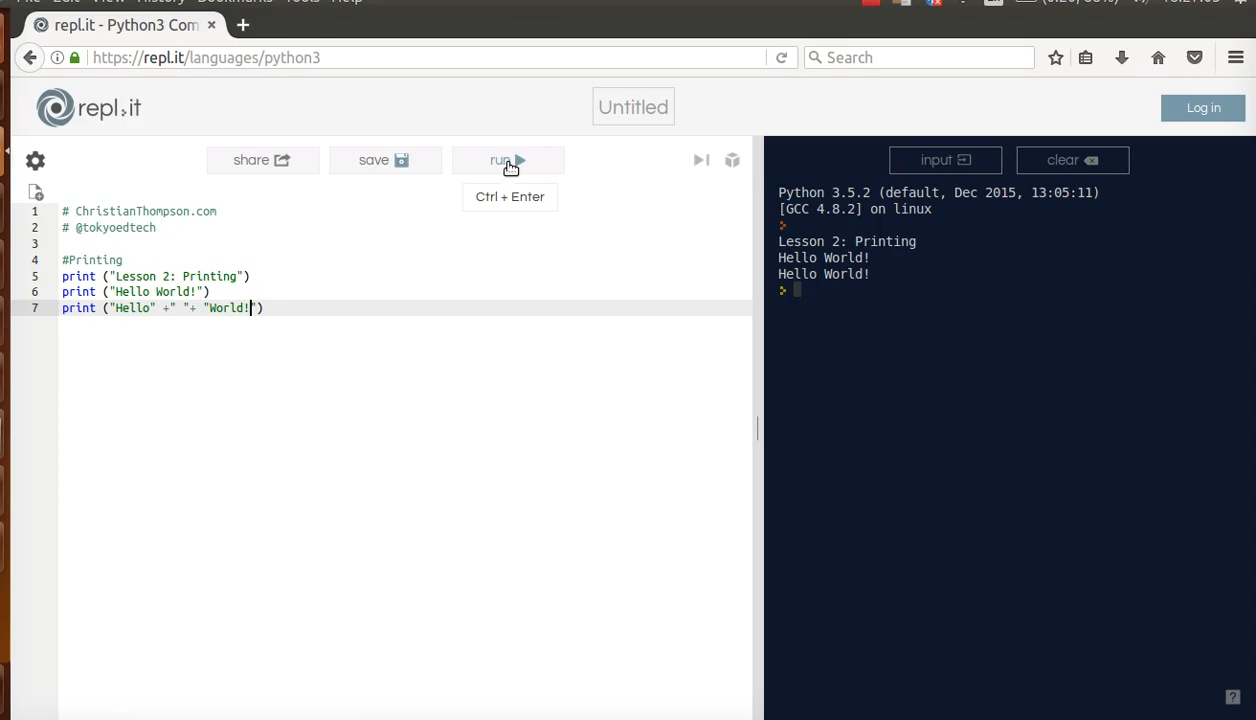 repl.it - Python3 Com
https://repl.it/languages/python3
Search
repl.it
Untitled
Log in
share
save
run
input
clear
Ctrl + Enter
1 # ChristianThompson.com
2 # @tokyoedtech
3
4 #Printing
5 print ("Lesson 2: Printing")
6 print ("Hello World!")
7 print ("Hello" +" "+ "World!")
Python 3.5.2 (default, Dec 2015, 13:05:11)
[GCC 4.8.2] on linux
Lesson 2: Printing
Hello World!
Hello World!
?